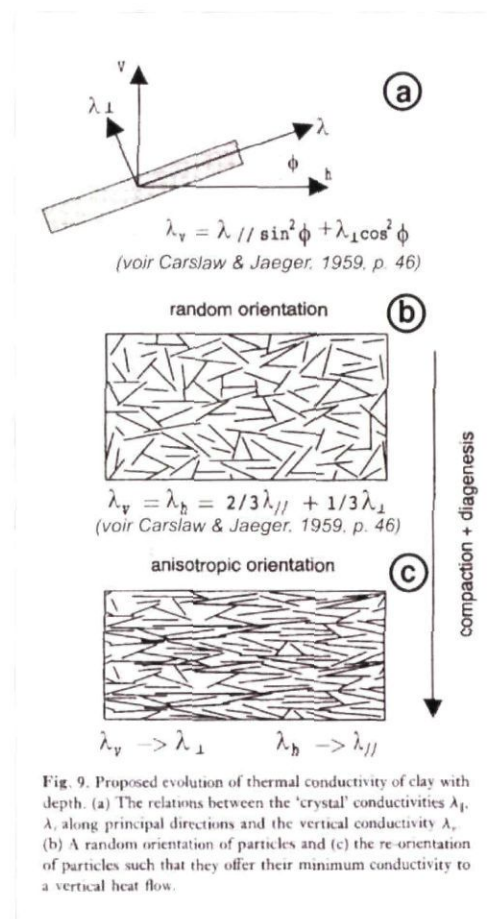 V
a
λ⊥
λ
ϕ
h
λv = λ // sin² ϕ + λ⊥cos² ϕ
(voir Carslaw & Jaeger, 1959, p. 46)
random orientation
b
λv = λh = 2/3λ// + 1/3λ⊥
(voir Carslaw & Jaeger, 1959, p. 46)
anisotropic orientation
c
λv -> λ⊥ λh -> λ//
compaction + diagenesis
Fig. 9. Proposed evolution of thermal conductivity of clay with
depth. (a) The relations between the 'crystal' conductivities
along principal directions and the vertical conductivity λv.
(b) A random orientation of particles and (c) the re-orientation
of particles such that they offer their minimum conductivity to
a vertical heat flow.